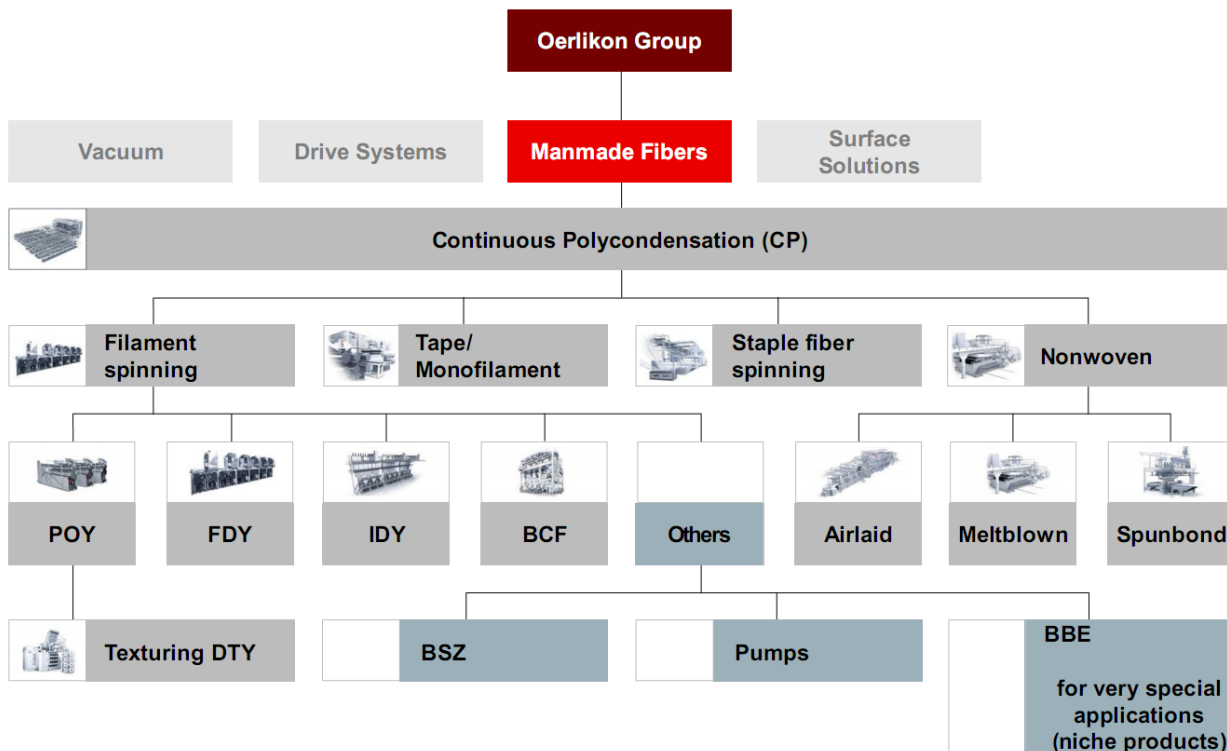 Oerlikon Group
Vacuum
Drive Systems
Manmade Fibers
Surface
Solutions
Continuous Polycondensation (CP)
Filament
spinning
Tape/
Monofilament
Staple fiber
spinning
Nonwoven
POY
FDY
IDY
BCF
Others
Airlaid
Meltblown
Spunbond
Texturing DTY
BSZ
Pumps
BBE
for very special
applications
(niche products)